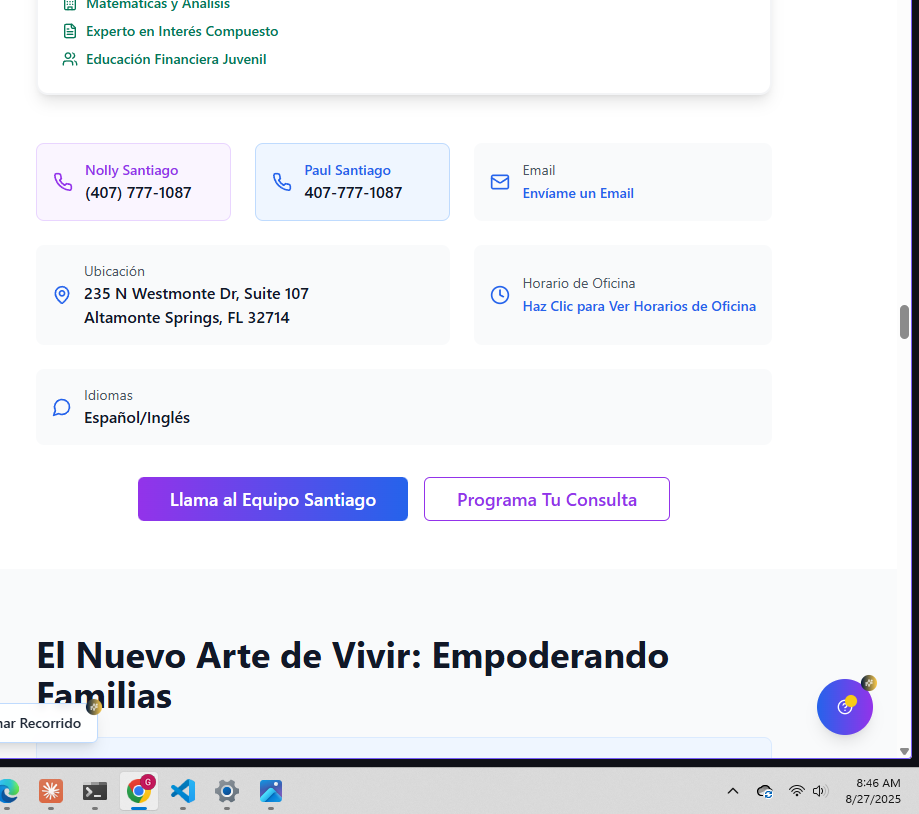 Matemáticas y Análisis
Experto en Interés Compuesto
Educación Financiera Juvenil
Nolly Santiago
(407) 777-1087
Paul Santiago
407-777-1087
Email
Envíame un Email
Ubicación
235 N Westmonte Dr, Suite 107
Altamonte Springs, FL 32714
Horario de Oficina
Haz Clic para Ver Horarios de Oficina
Idiomas
Español/Inglés
Llama al Equipo Santiago
Programa Tu Consulta
El Nuevo Arte de Vivir: Empoderando
Familias
Recorrido
G
8:46 AM
8/27/2025